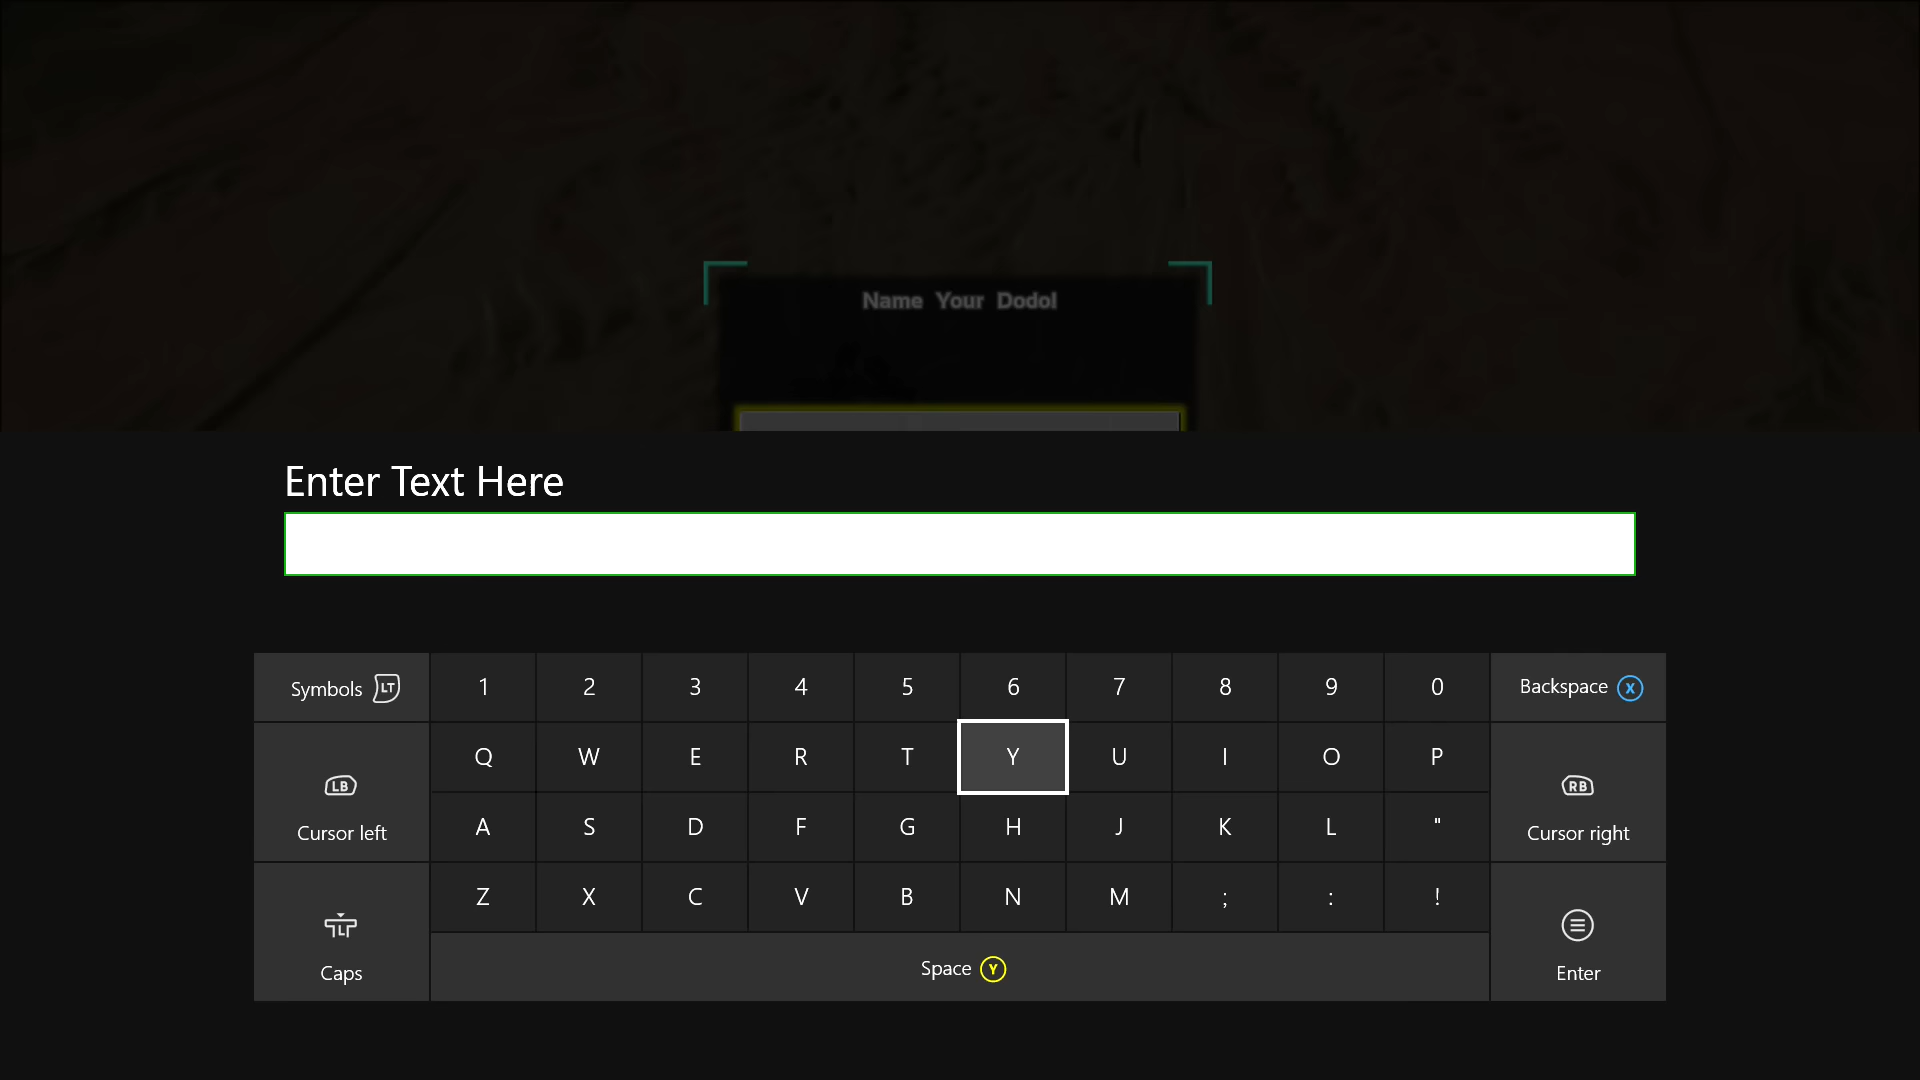 Name Your Dodo!
Enter Text Here
Symbols LT 1 2 3 4 5 6 7 8 9 0 Backspace X
Q W E R T Y U I O P
LB RB
Cursor left A S D F G H J K L " Cursor right
Z X C V B N M ; : !
L
Caps Space Y Enter